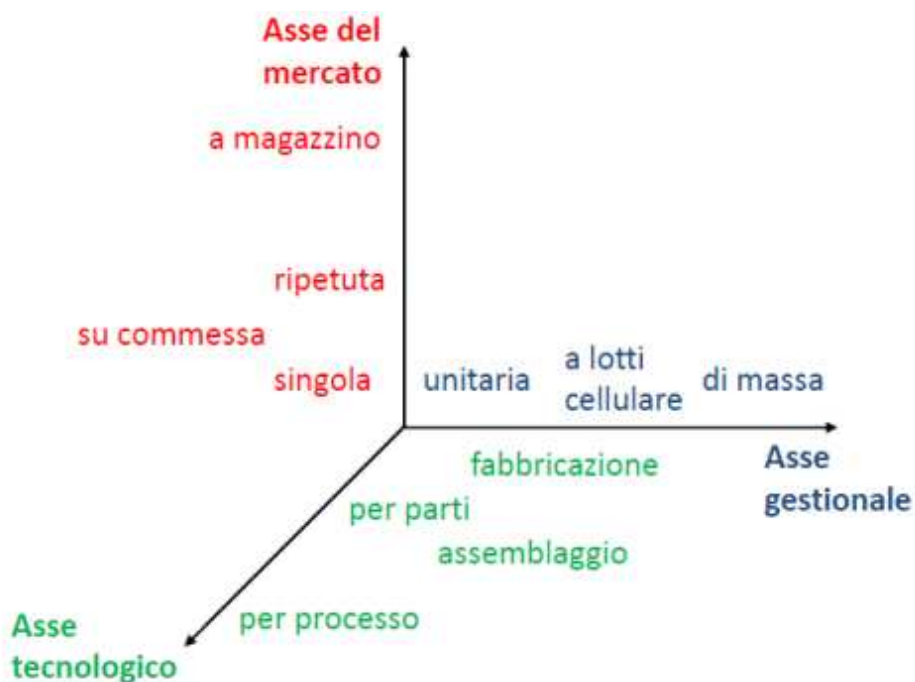 Asse del
mercato
a magazzino
ripetuta
su commessa
singola
unitaria
a lotti
cellulare
di massa
Asse
gestionale
fabbricazione
per parti
assemblaggio
per processo
Asse
tecnologico